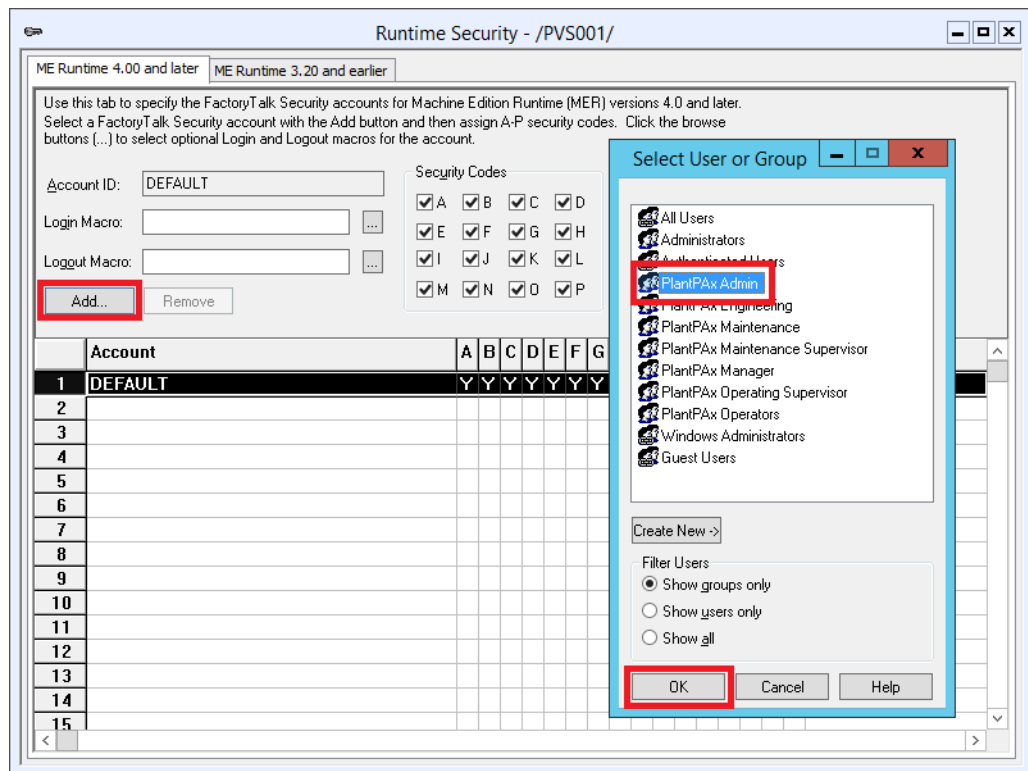 Runtime Security - /PVS001/
ME Runtime 4.00 and later
ME Runtime 3.20 and earlier
Use this tab to specify the FactoryTalk Security accounts for Machine Edition Runtime (MER) versions 4.0 and later.
Select a FactoryTalk Security account with the Add button and then assign A-P security codes. Click the browse
buttons (...) to select optional Login and Logout macros for the account.
Account ID:
DEFAULT
Login Macro:
...
Logout Macro:
...
Add...
Remove
Security Codes
A B C D
E F G H
I J K L
M N O P
Account A B C D E F G
1 DEFAULT Y Y Y Y Y Y Y
2
3
4
5
6
7
8
9
10
11
12
13
14
15
Select User or Group
x
All Users
Administrators
Authenticated Users
PlantPAx Admin
PlantPAx Engineering
PlantPAx Maintenance
PlantPAx Maintenance Supervisor
PlantPAx Manager
PlantPAx Operating Supervisor
PlantPAx Operators
Windows Administrators
Guest Users
Create New ->
Filter Users
Show groups only
Show users only
Show all
OK
Cancel
Help